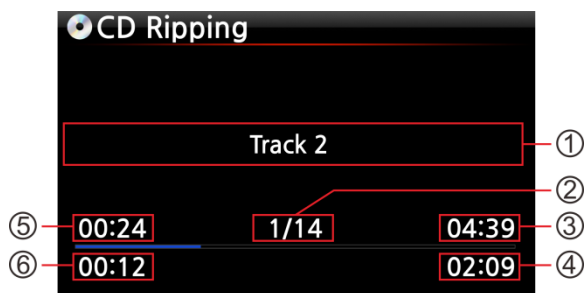 CD Ripping
Track 2
①
②
⑤ 00:24 1/14 04:39 ③
⑥ 00:12 02:09 ④